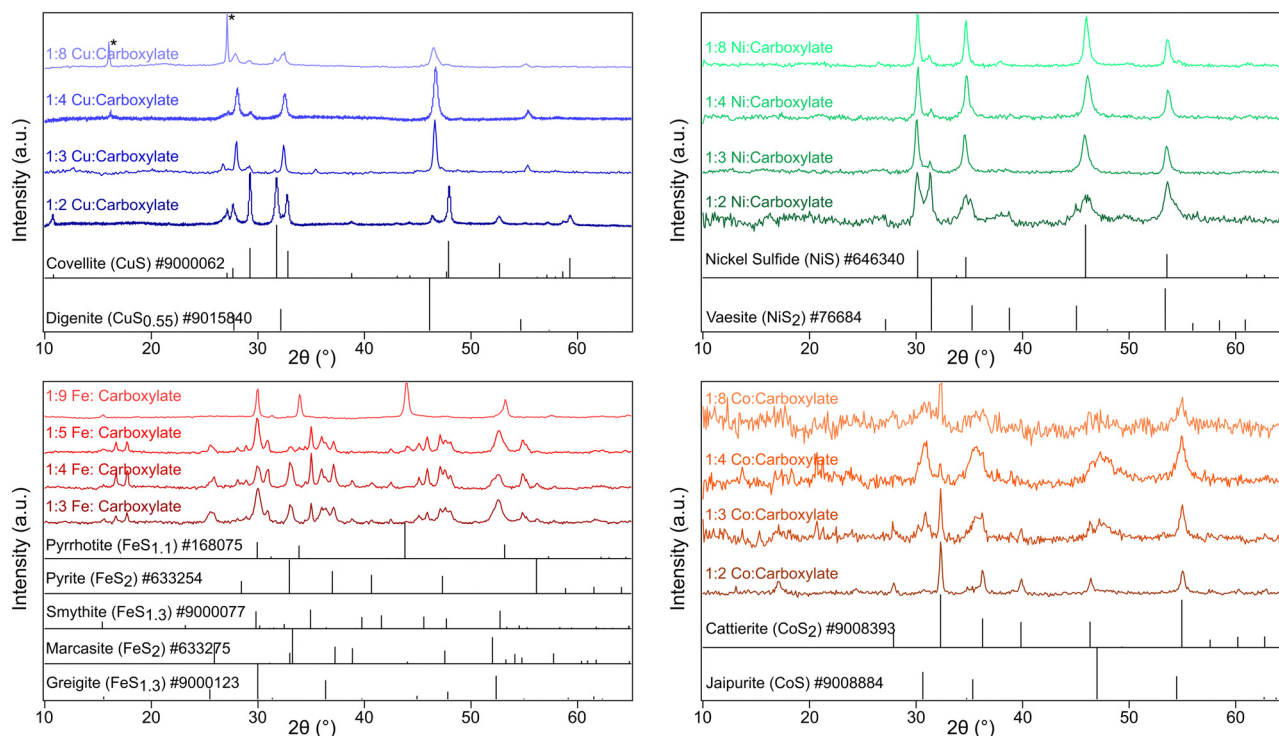 *
*
1:8 Cu:Carboxylate
1:4 Cu:Carboxylate
1:3 Cu:Carboxylate
1:2 Cu:Carboxylate
Covellite (CuS) #9000062
Digenite (CuS0.55) #9015840
Intensity (a.u.)
10 20 30 40 50 60
2θ (°)
1:8 Ni:Carboxylate
1:4 Ni:Carboxylate
1:3 Ni:Carboxylate
1:2 Ni:Carboxylate
Nickel Sulfide (NiS) #646340
Vaesite (NiS2) #76684
Intensity (a.u.)
10 20 30 40 50 60
2θ (°)
1:9 Fe: Carboxylate
1:5 Fe: Carboxylate
1:4 Fe: Carboxylate
1:3 Fe: Carboxylate
Pyrrhotite (FeS1.1) #168075
Pyrite (FeS2) #633254
Smythite (FeS1.3) #9000077
Marcasite (FeS2) #633275
Greigite (FeS1.3) #9000123
Intensity (a.u.)
10 20 30 40 50 60
2θ (°)
1:8 Co:Carboxylate
1:4 Co:Carboxylate
1:3 Co:Carboxylate
1:2 Co:Carboxylate
Cattierite (CoS2) #9008393
Jaipurite (CoS) #9008884
Intensity (a.u.)
10 20 30 40 50 60
2θ (°)